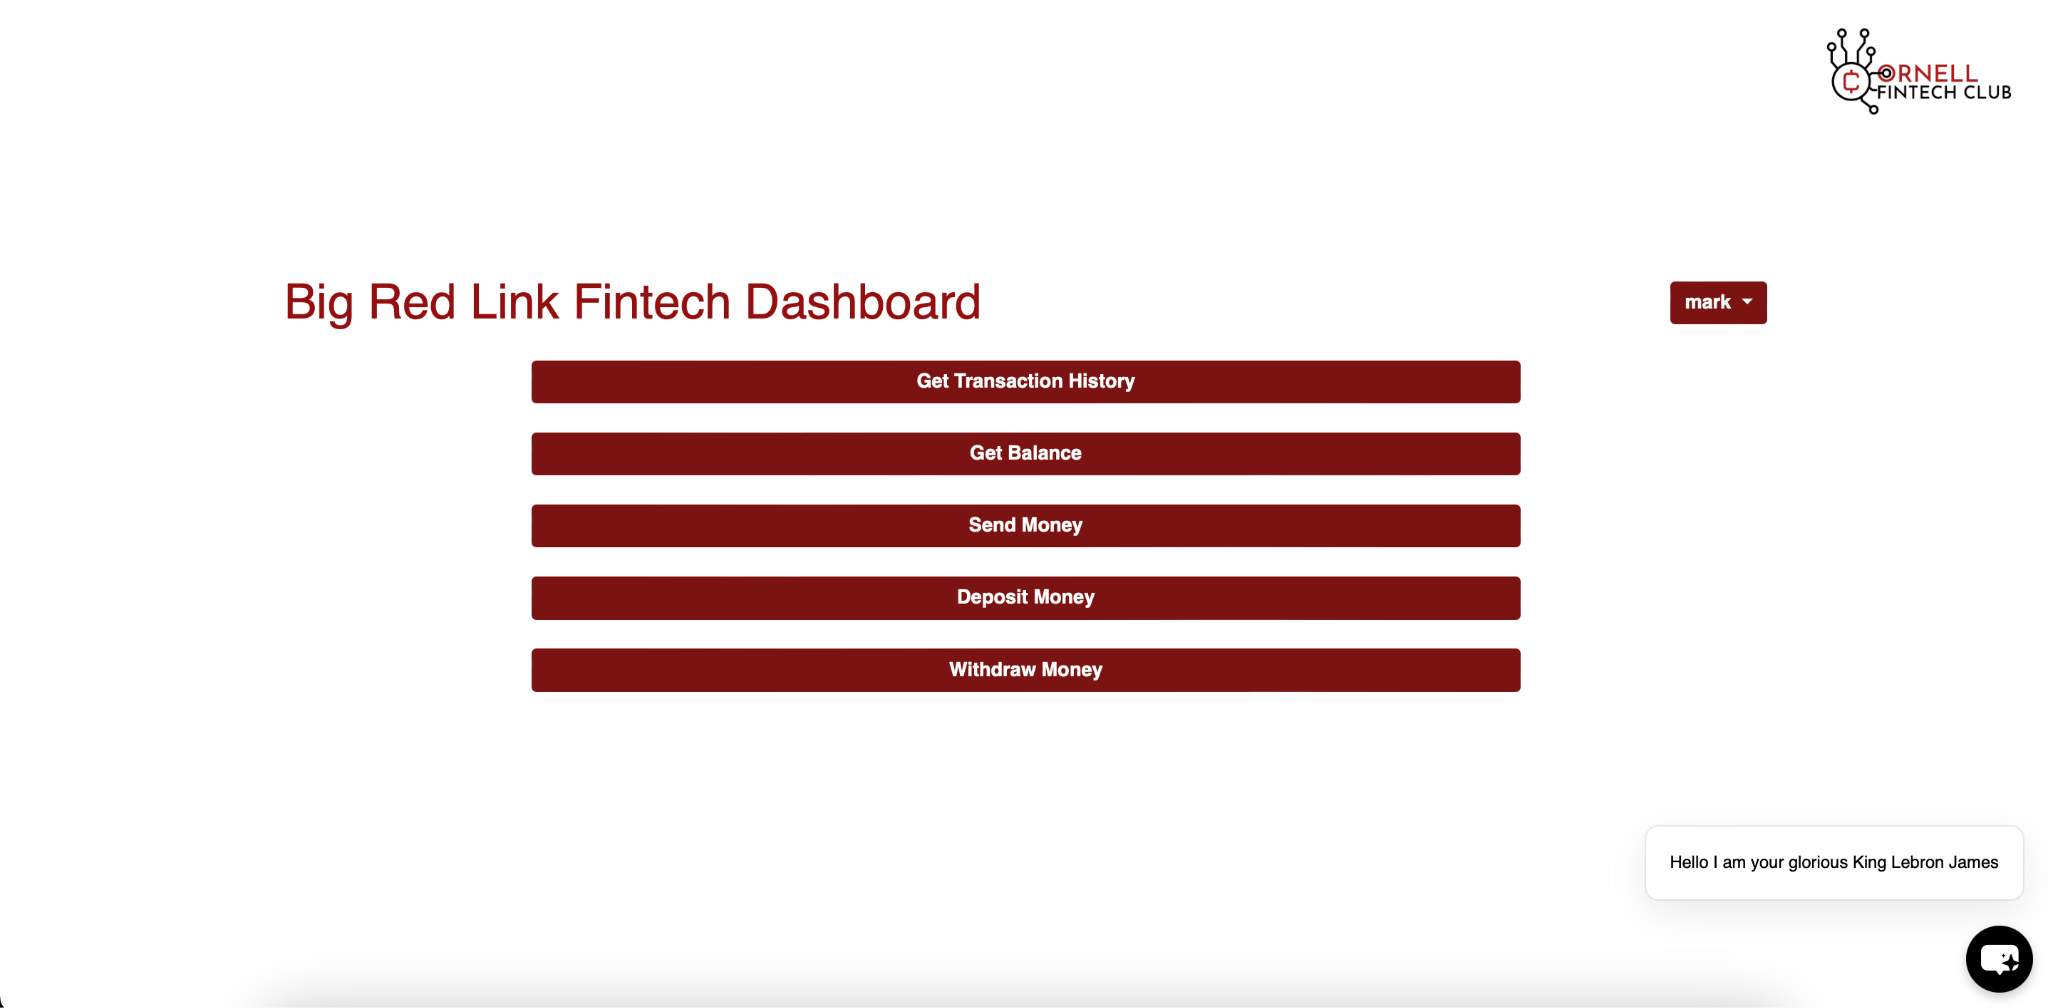 ORNELL
FINTECH CLUB
Big Red Link Fintech Dashboard
mark
Get Transaction History
Get Balance
Send Money
Deposit Money
Withdraw Money
Hello I am your glorious King Lebron James